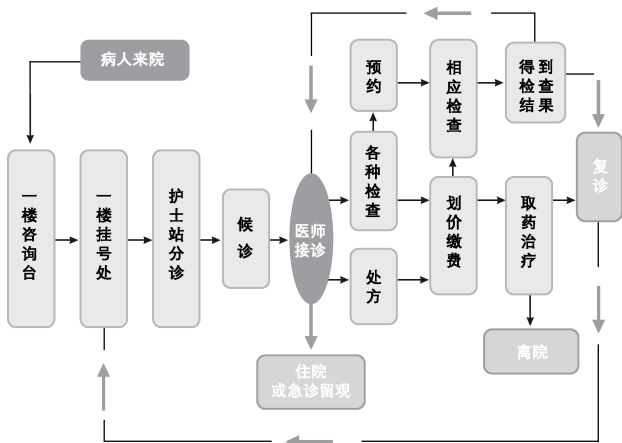 病人来院
一楼咨询台
一楼挂号处
护士站分诊
候诊
医师
接诊
预约
各种检查
处方
相应检查
划价缴费
得到
检查
结果
取药治疗
复诊
离院
住院
或急诊留观